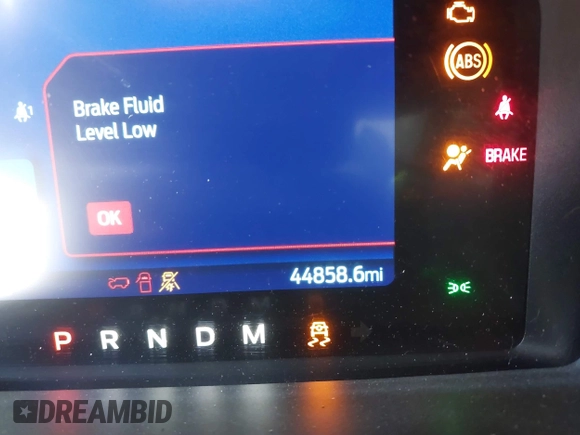 ABS
Brake Fluid
Level Low
BRAKE
OK
44858.6mi
P R N D M
DREAMBID